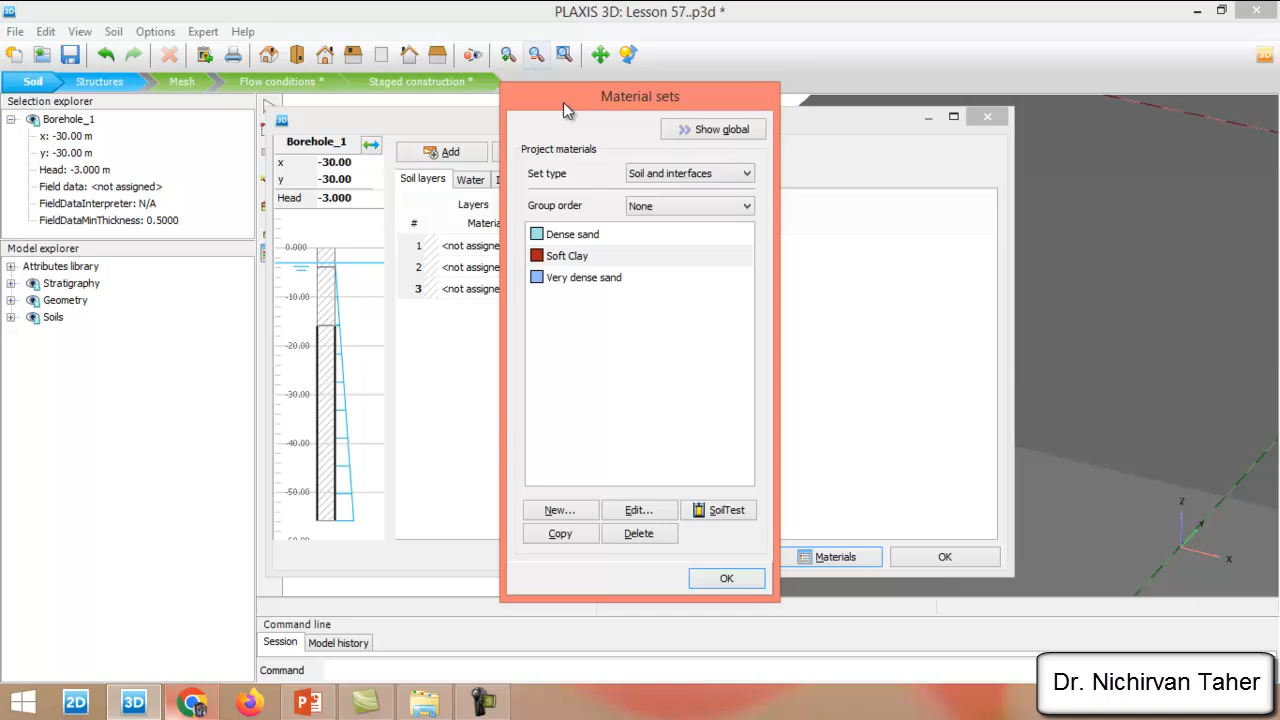 PLAXIS 3D: Lesson 57..p3d *
File Edit View Soil Options Expert Help
Soil Structures Mesh Flow conditions * Staged construction *
Selection explorer
Borehole_1
x: -30.00 m
y: -30.00 m
Head: -3.000 m
Field data: <not assigned>
FieldDataInterpreter: N/A
FieldDataMinThickness: 0.5000
Model explorer
Attributes library
Stratigraphy
Geometry
Soils
3D
Borehole_1
x -30.00
y -30.00
Head -3.000
0.000
-10.00
-20.00
-30.00
-40.00
-50.00
Add
Soil layers Water
Layers
# Materia
1 <not assigne
2 <not assigne
3 <not assigne
Material sets
Show global
Project materials
Set type Soil and interfaces
Group order None
Dense sand
Soft Clay
Very dense sand
New... Edit... SoilTest
Copy Delete
OK
Materials OK
Z
Y
X
Command line
Session Model history
Command
2D 3D
Dr. Nichirvan Taher